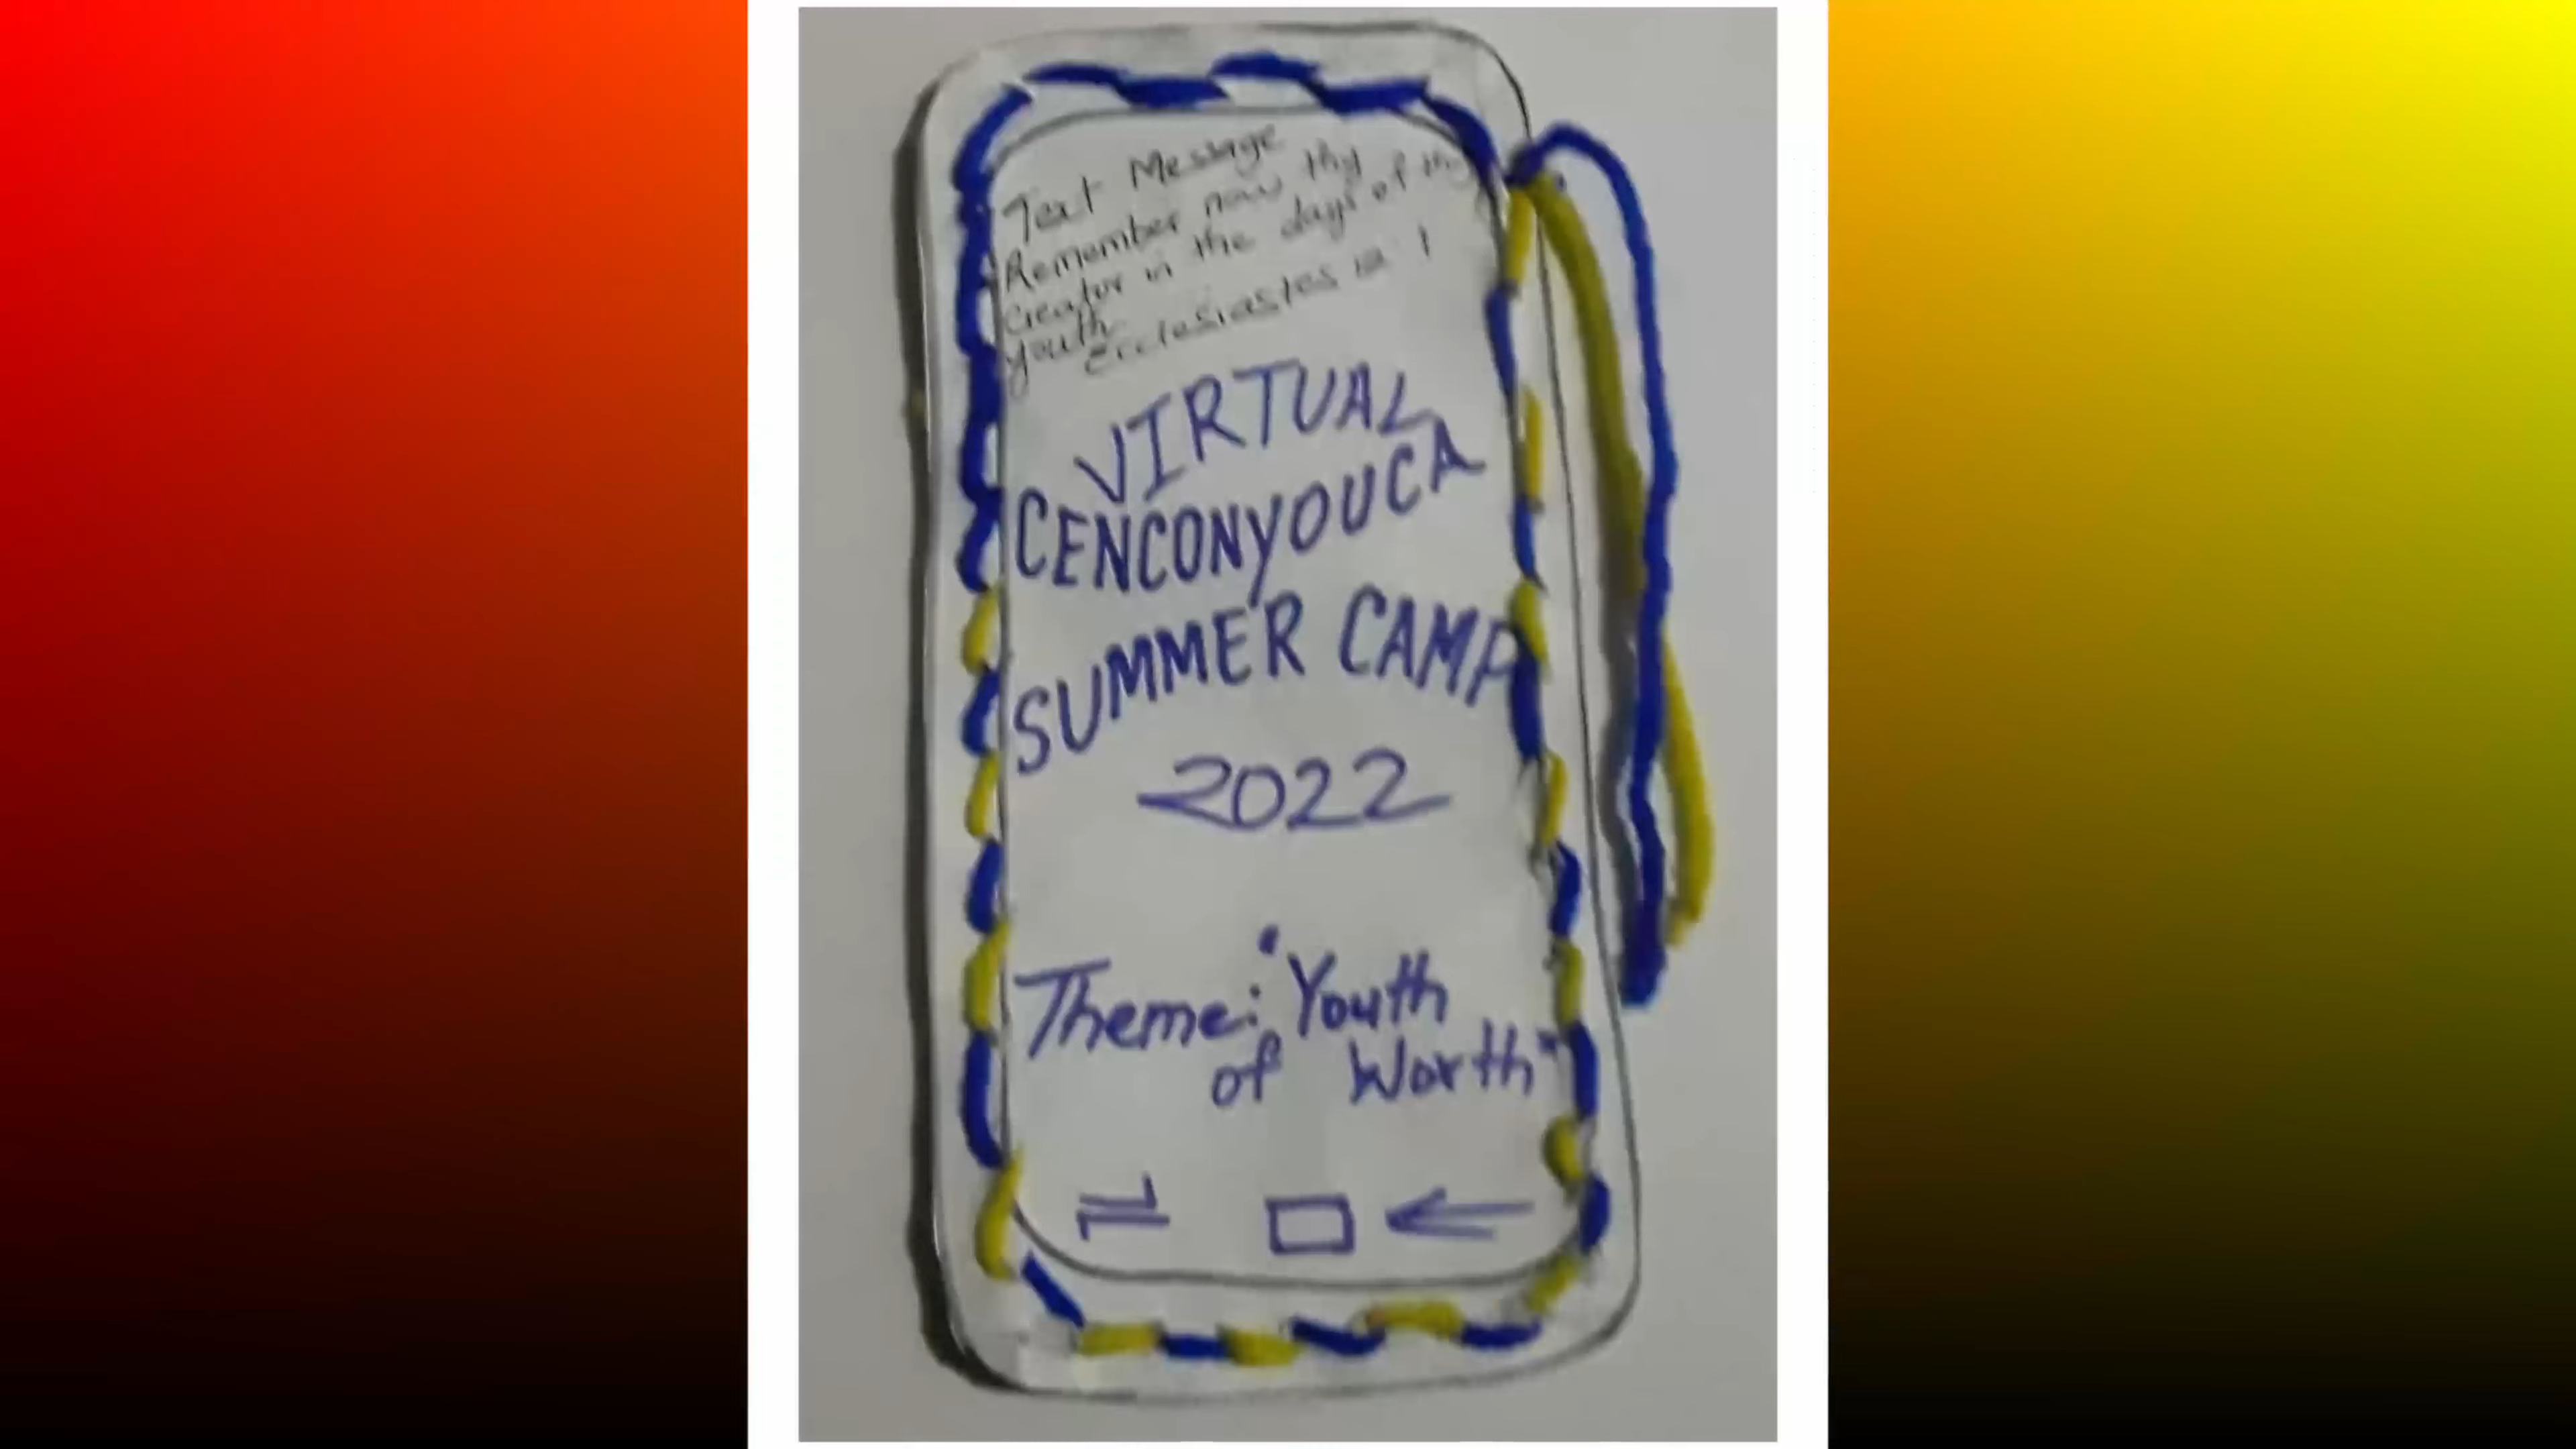 Text Message
Remember now thy
Creator in the days of thy
youth
Ecclesiastes 12:1
VIRTUAL
CENCONYOUCA
SUMMER CAMP
2022
Theme: "Youth
of Worth"